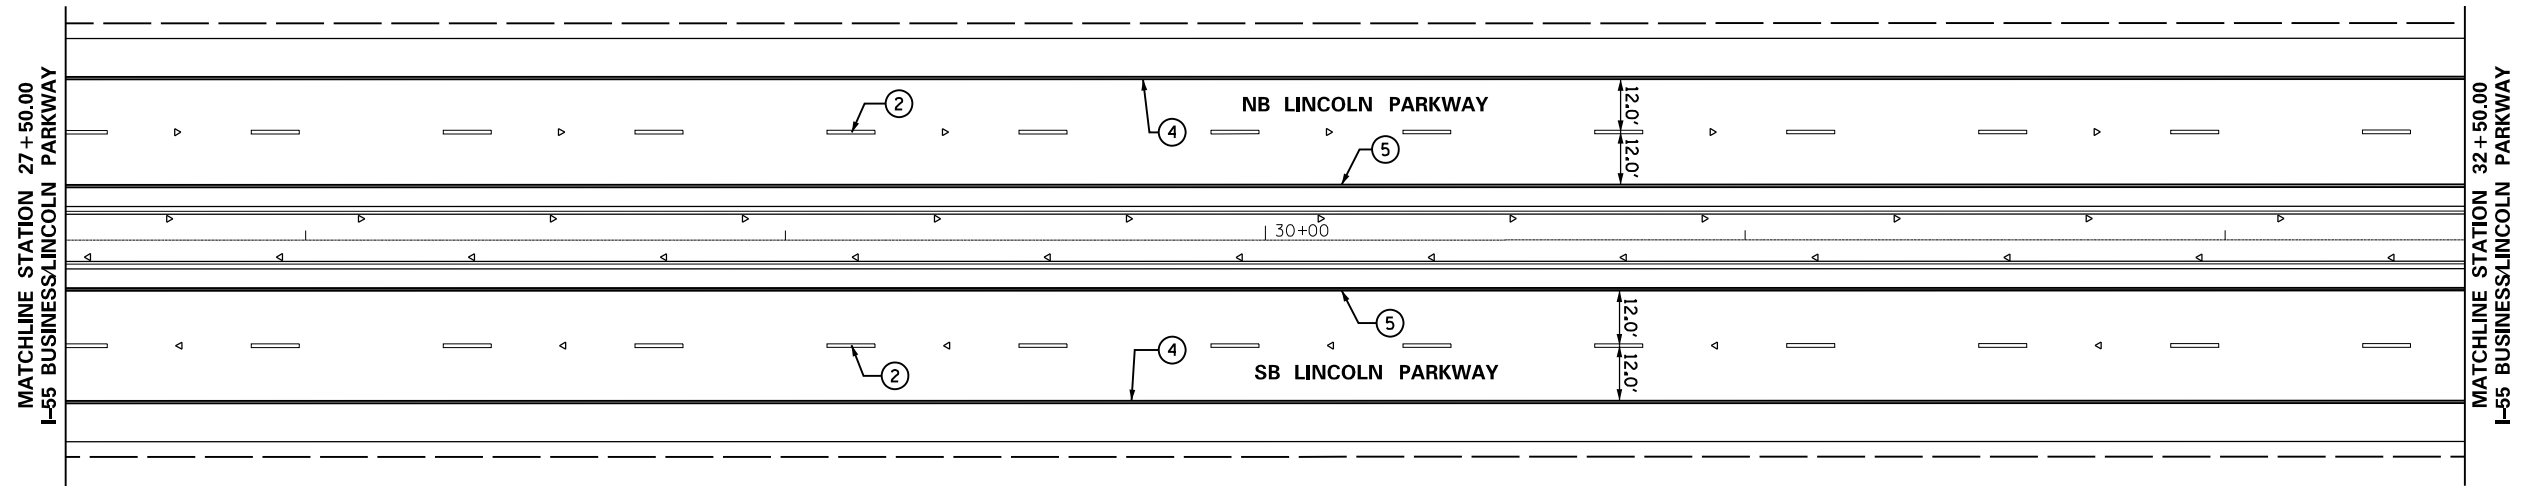 MATCHLINE STATION 27+50.00
I-55 BUSINESS/LINCOLN PARKWAY
2
4
NB LINCOLN PARKWAY
5
12.0'
12.0'
30+00
5
4
2
SB LINCOLN PARKWAY
12.0'
12.0'
MATCHLINE STATION 32+50.00
I-55 BUSINESS/LINCOLN PARKWAY